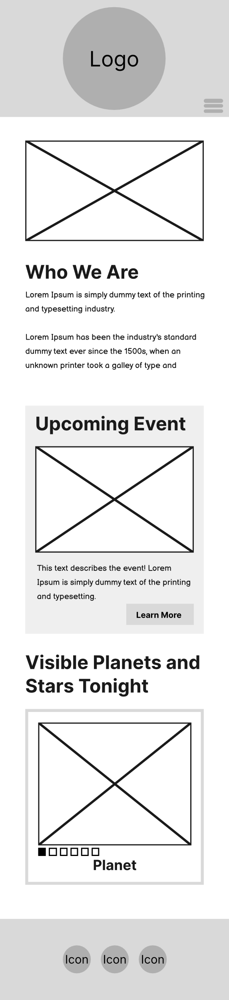 Logo
Who We Are
Lorem Ipsum is simply dummy text of the printing
and typesetting industry.
Lorem Ipsum has been the industry's standard
dummy text ever since the 1500s, when an
unknown printer took a galley of type and
Upcoming Event
This text describes the event! Lorem
Ipsum is simply dummy text of the printing
and typesetting.
Learn More
Visible Planets and
Stars Tonight
Planet
Icon Icon Icon